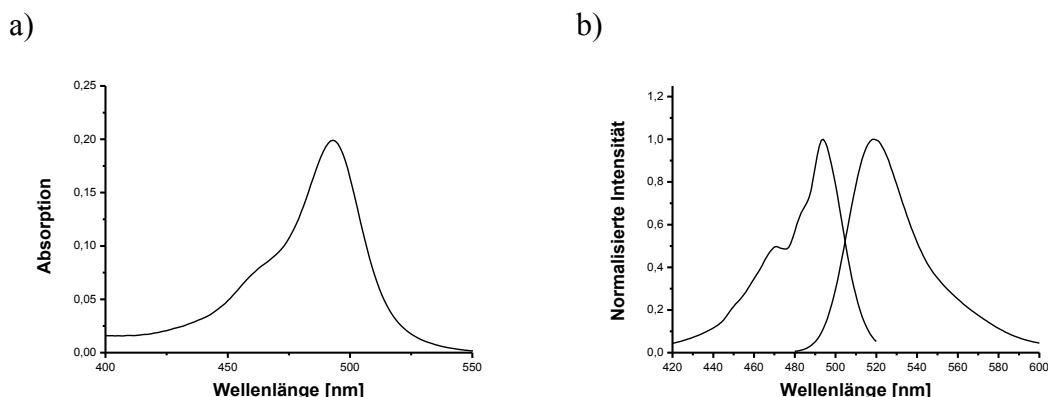 a)
b)
0,25
0,20
0,15
0,10
0,05
0,00
Absorption
400
450
500
550
Wellenlänge [nm]
1,2
1,0
0,8
0,6
0,4
0,2
0,0
Normalisierte Intensität
420 440 460 480 500 520 540 560 580 600
Wellenlänge [nm]